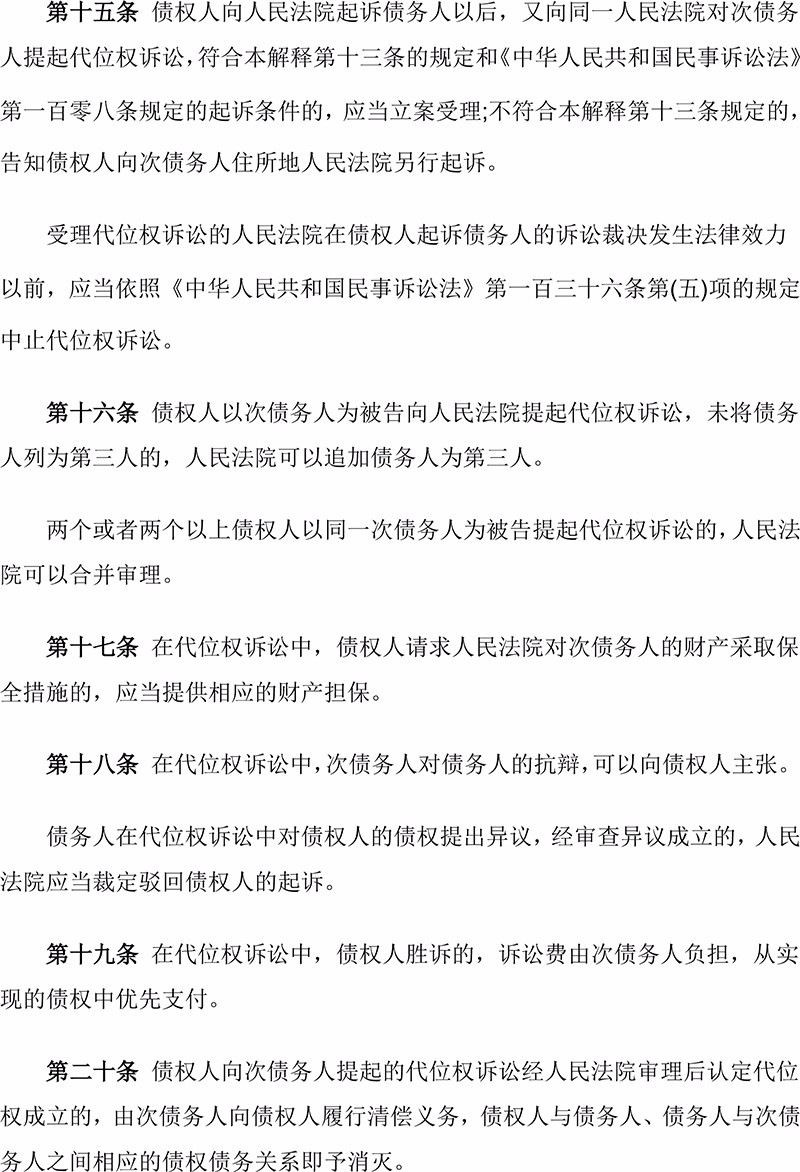 第十五条 债权人向人民法院起诉债务人以后，又向同一人民法院对次债务
人提起代位权诉讼，符合本解释第十三条的规定和《中华人民共和国民事诉讼法》
第一百零八条规定的起诉条件的，应当立案受理;不符合本解释第十三条规定的，
告知债权人向次债务人住所地人民法院另行起诉。
受理代位权诉讼的人民法院在债权人起诉债务人的诉讼裁决发生法律效力
以前，应当依照《中华人民共和国民事诉讼法》第一百三十六条第(五)项的规定
中止代位权诉讼。
第十六条 债权人以次债务人为被告向人民法院提起代位权诉讼，未将债务
人列为第三人的，人民法院可以追加债务人为第三人。
两个或者两个以上债权人以同一次债务人为被告提起代位权诉讼的，人民法
院可以合并审理。
第十七条 在代位权诉讼中，债权人请求人民法院对次债务人的财产采取保
全措施的，应当提供相应的财产担保。
第十八条 在代位权诉讼中，次债务人对债务人的抗辩，可以向债权人主张。
债务人在代位权诉讼中对债权人的债权提出异议，经审查异议成立的，人民
法院应当裁定驳回债权人的起诉。
第十九条 在代位权诉讼中，债权人胜诉的，诉讼费由次债务人负担，从实
现的债权中优先支付。
第二十条 债权人向次债务人提起的代位权诉讼经人民法院审理后认定代位
权成立的，由次债务人向债权人履行清偿义务，债权人与债务人、债务人与次债
务人之间相应的债权债务关系即予消灭。